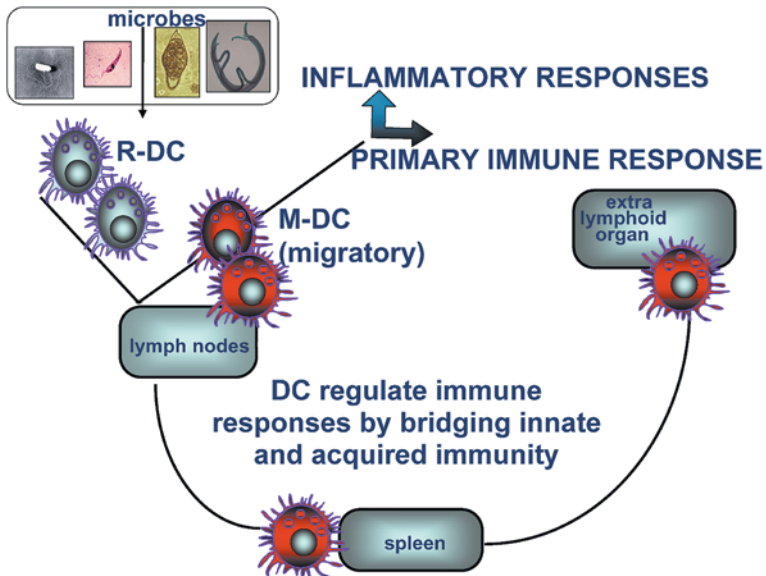 microbes
INFLAMMATORY RESPONSES
R-DC
PRIMARY IMMUNE RESPONSE
M-DC
(migratory)
extra
lymphoid
organ
lymph nodes
DC regulate immune
responses by bridging innate
and acquired immunity
spleen